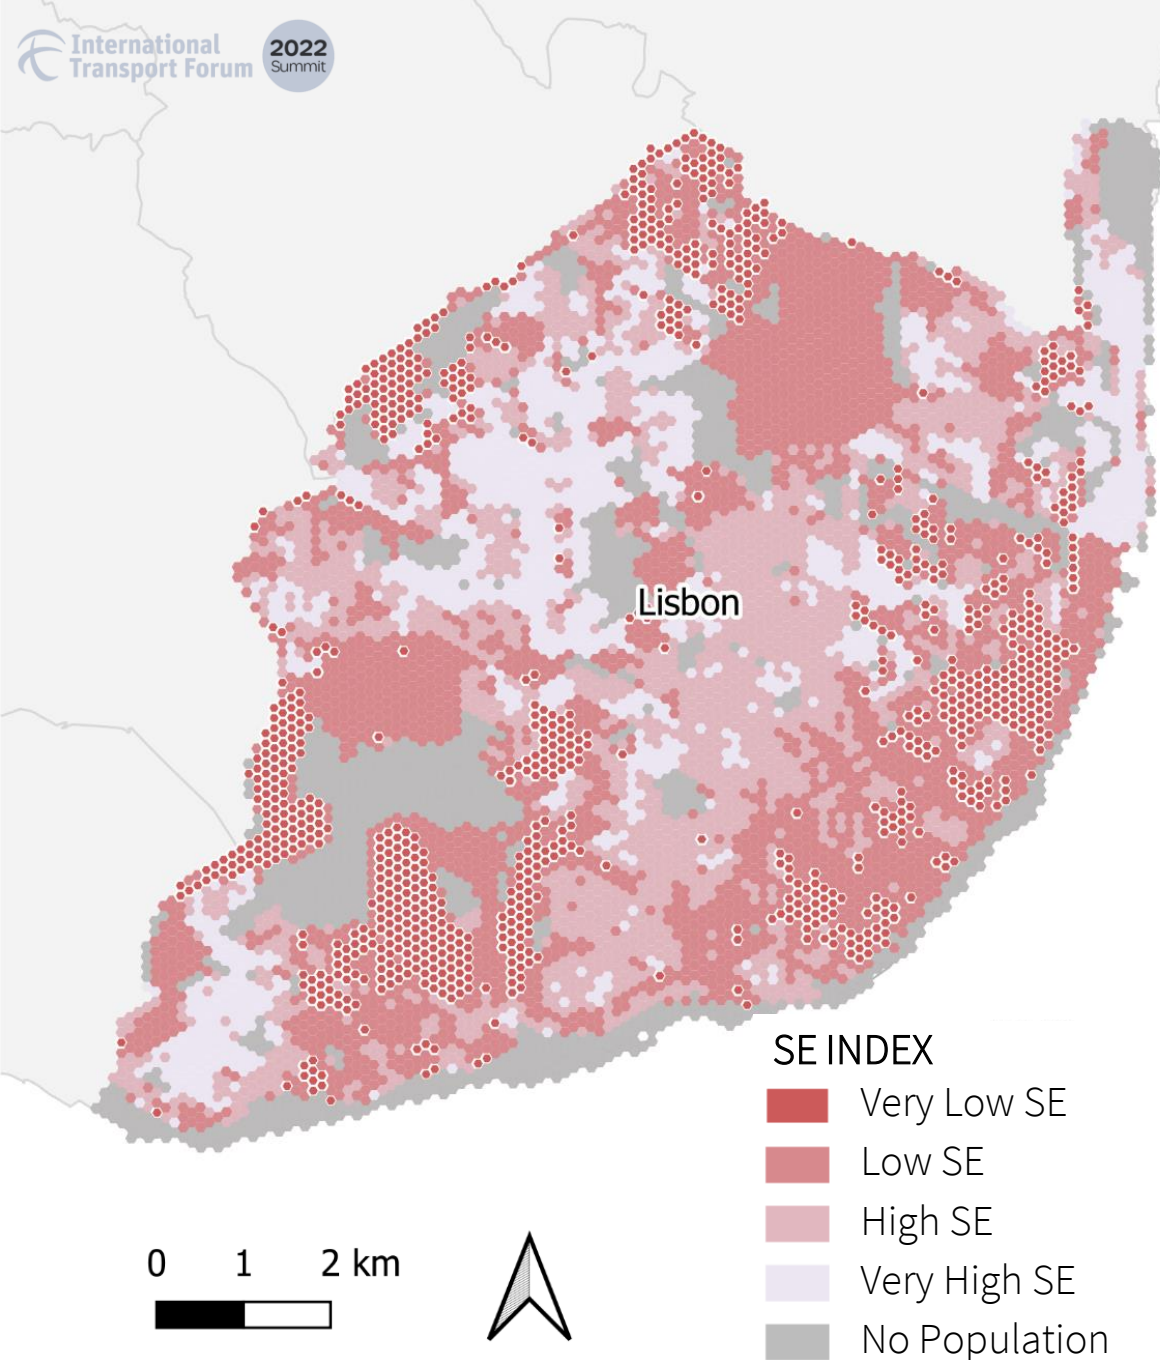 International
Transport Forum
2022
Summit
Lisbon
SE INDEX
Very Low SE
Low SE
High SE
Very High SE
No Population
0 1 2 km